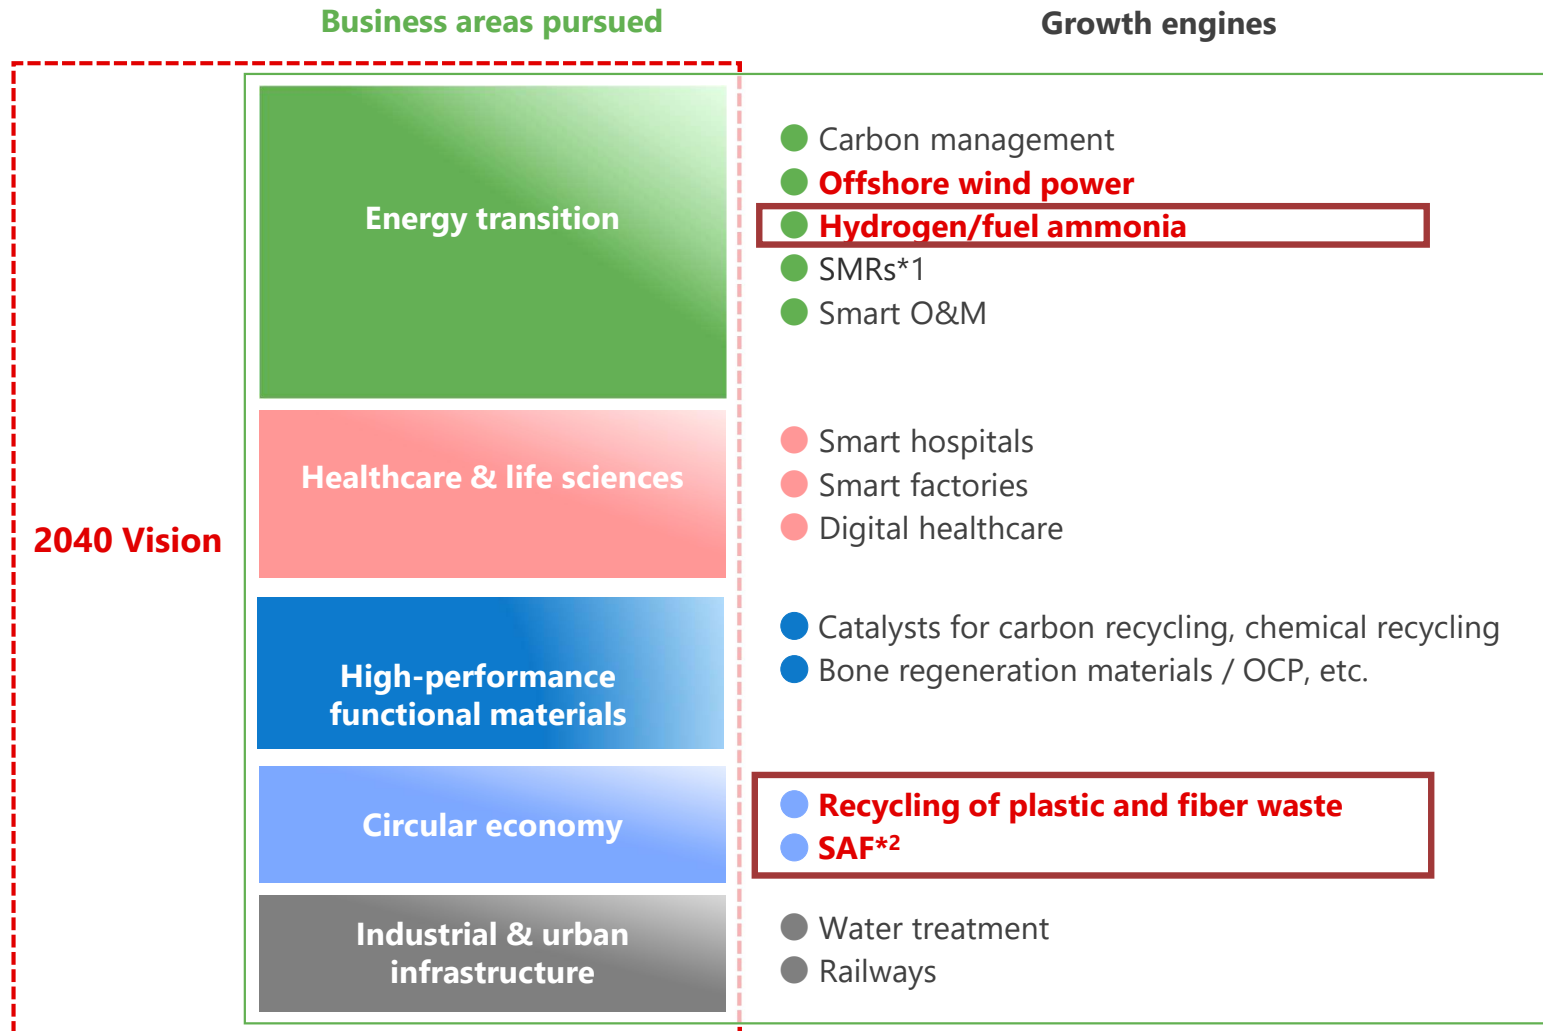 Business areas pursued
Growth engines
2040 Vision
Energy transition
Carbon management
Offshore wind power
Hydrogen/fuel ammonia
SMRs*1
Smart O&M
Healthcare & life sciences
Smart hospitals
Smart factories
Digital healthcare
High-performance
functional materials
Catalysts for carbon recycling, chemical recycling
Bone regeneration materials / OCP, etc.
Circular economy
Recycling of plastic and fiber waste
SAF*2
Industrial & urban
infrastructure
Water treatment
Railways